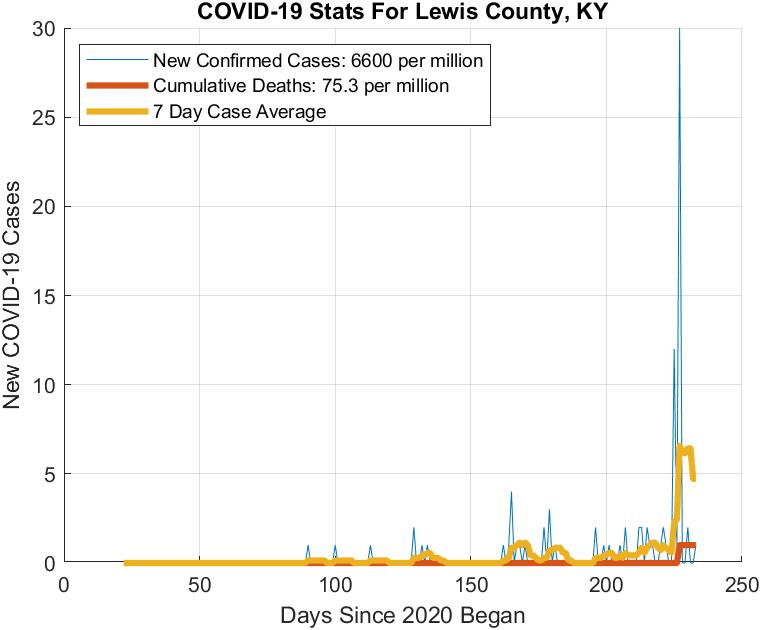 COVID-19 Stats For Lewis County, KY
New Confirmed Cases: 6600 per million
Cumulative Deaths: 75.3 per million
7 Day Case Average
New COVID-19 Cases
30
25
20
15
10
5
0
0 50 100 150 200 250
Days Since 2020 Began